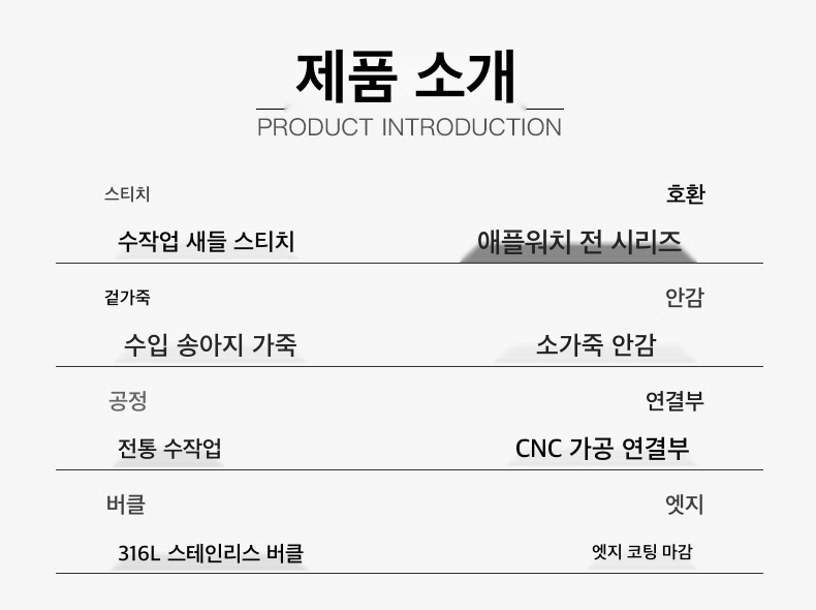 제품 소개
PRODUCT INTRODUCTION
스티치 호환
수작업 새들 스티치 애플워치 전 시리즈
겉가죽 안감
수입 송아지 가죽 소가죽 안감
공정 연결부
전통 수작업 CNC 가공 연결부
버클 엣지
316L 스테인리스 버클 엣지 코팅 마감